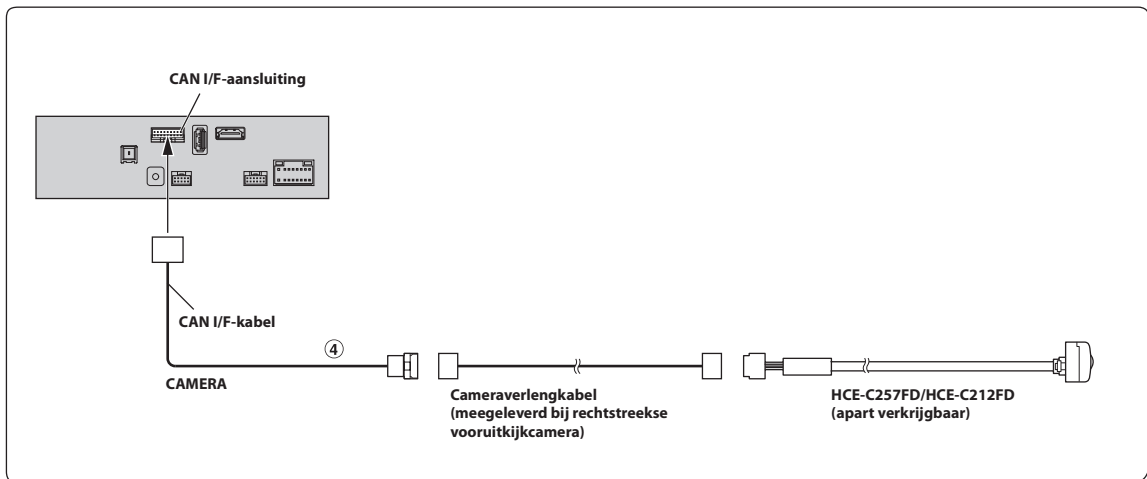 CAN I/F-aansluiting
CAN I/F-kabel
④
CAMERA
Cameraverlengkabel
(meegeleverd bij rechtstreekse
vooruitkijkcamera)
HCE-C257FD/HCE-C212FD
(apart verkrijgbaar)